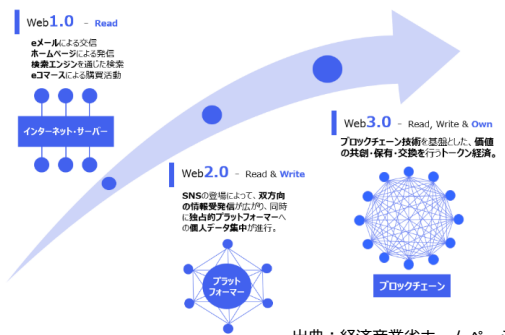 Web1.0 - Read
eメールによる交信
ホームページによる発信
検索エンジンを通じた検索
eコマースによる購買活動
インターネット・サーバー
Web2.0 - Read & Write
SNSの登場によって、双方向
の情報受発信が広がり、同時
に独占的プラットフォーマーへ
の個人データ集中が進行。
プラット
フォーマー
Web3.0 - Read, Write & Own
ブロックチェーン技術を基盤とした、価値
の共創・保有・交換を行うトークン経済。
ブロックチェーン